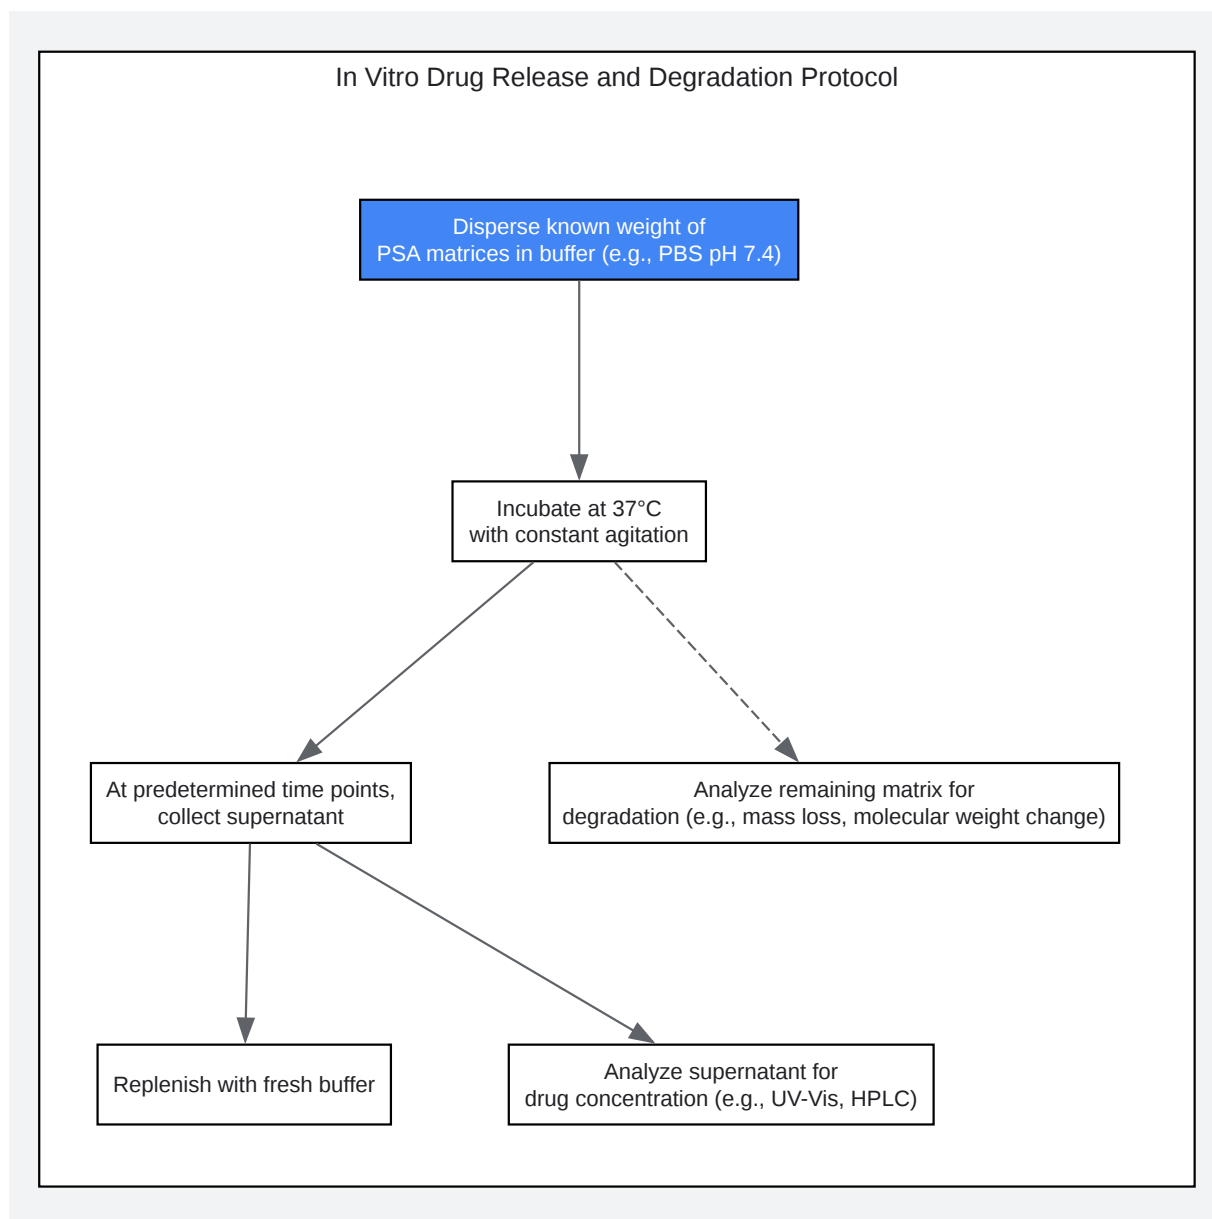 In Vitro Drug Release and Degradation Protocol
Disperse known weight of
PSA matrices in buffer (e.g., PBS pH 7.4)
Incubate at 37°C
with constant agitation
At predetermined time points,
collect supernatant
Analyze remaining matrix for
degradation (e.g., mass loss, molecular weight change)
Replenish with fresh buffer
Analyze supernatant for
drug concentration (e.g., UV-Vis, HPLC)